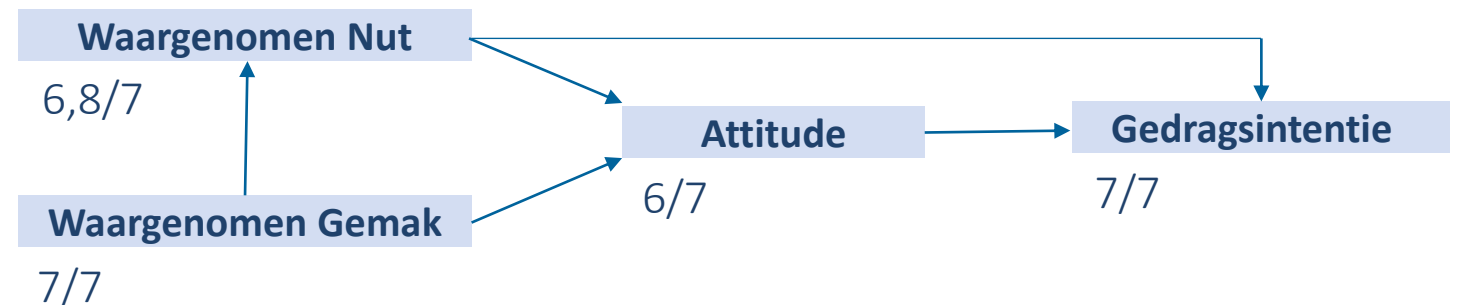 Waargenomen Nut
6,8/7
Attitude
6/7
Gedragsintentie
7/7
Waargenomen Gemak
7/7